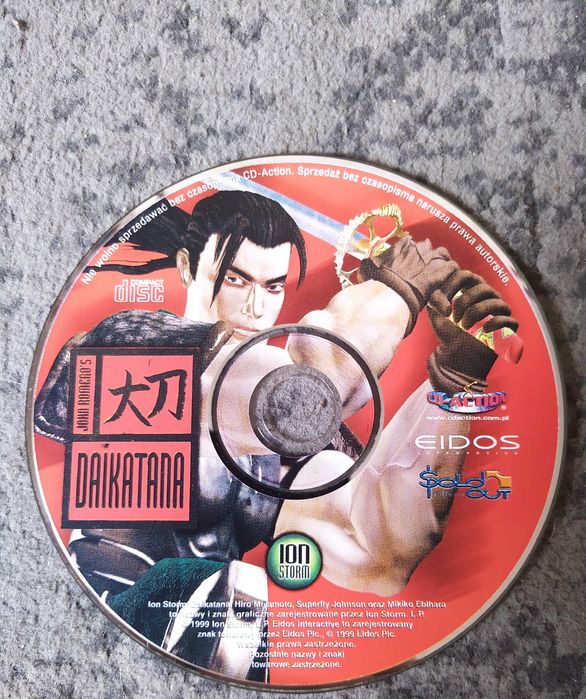 Nie wolno sprzedawać bez czasopisma CD-Action. Sprzedaż bez czasopisma narusza prawa autorskie.
COMPACT
disc
JOHN ROMERO'S
大刀
DAIKATANA
CD-ACTION
www.cdaction.com.pl
EIDOS
INTERACTIVE
SOLD
OUT
ION
STORM
Ion Storm, Daikatana, Hiro Miyamoto, Superfly Johnson oraz Mikiko Ebihara
to nazwy i znaki graficzne zarejestrowane przez Ion Storm. L. P.
1999 Ion Storm, L. P. Eidos Interactive to zarejestrowany
znak towarowy przez Eidos Plc., © 1999 Eidos Plc.
Wszelkie prawa zastrzeżone.
Pozostałe nazwy i znaki
towarowe zastrzeżone.